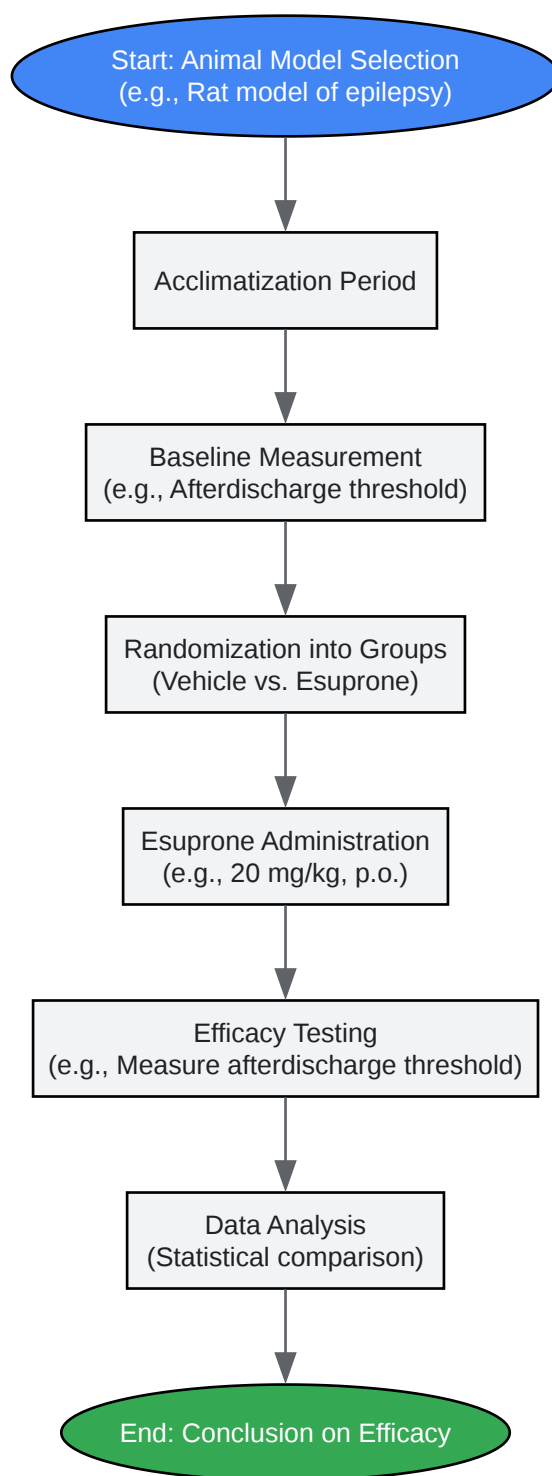 Start: Animal Model Selection
(e.g., Rat model of epilepsy)
Acclimatization Period
Baseline Measurement
(e.g., Afterdischarge threshold)
Randomization into Groups
(Vehicle vs. Esuprone)
Esuprone Administration
(e.g., 20 mg/kg, p.o.)
Efficacy Testing
(e.g., Measure afterdischarge threshold)
Data Analysis
(Statistical comparison)
End: Conclusion on Efficacy